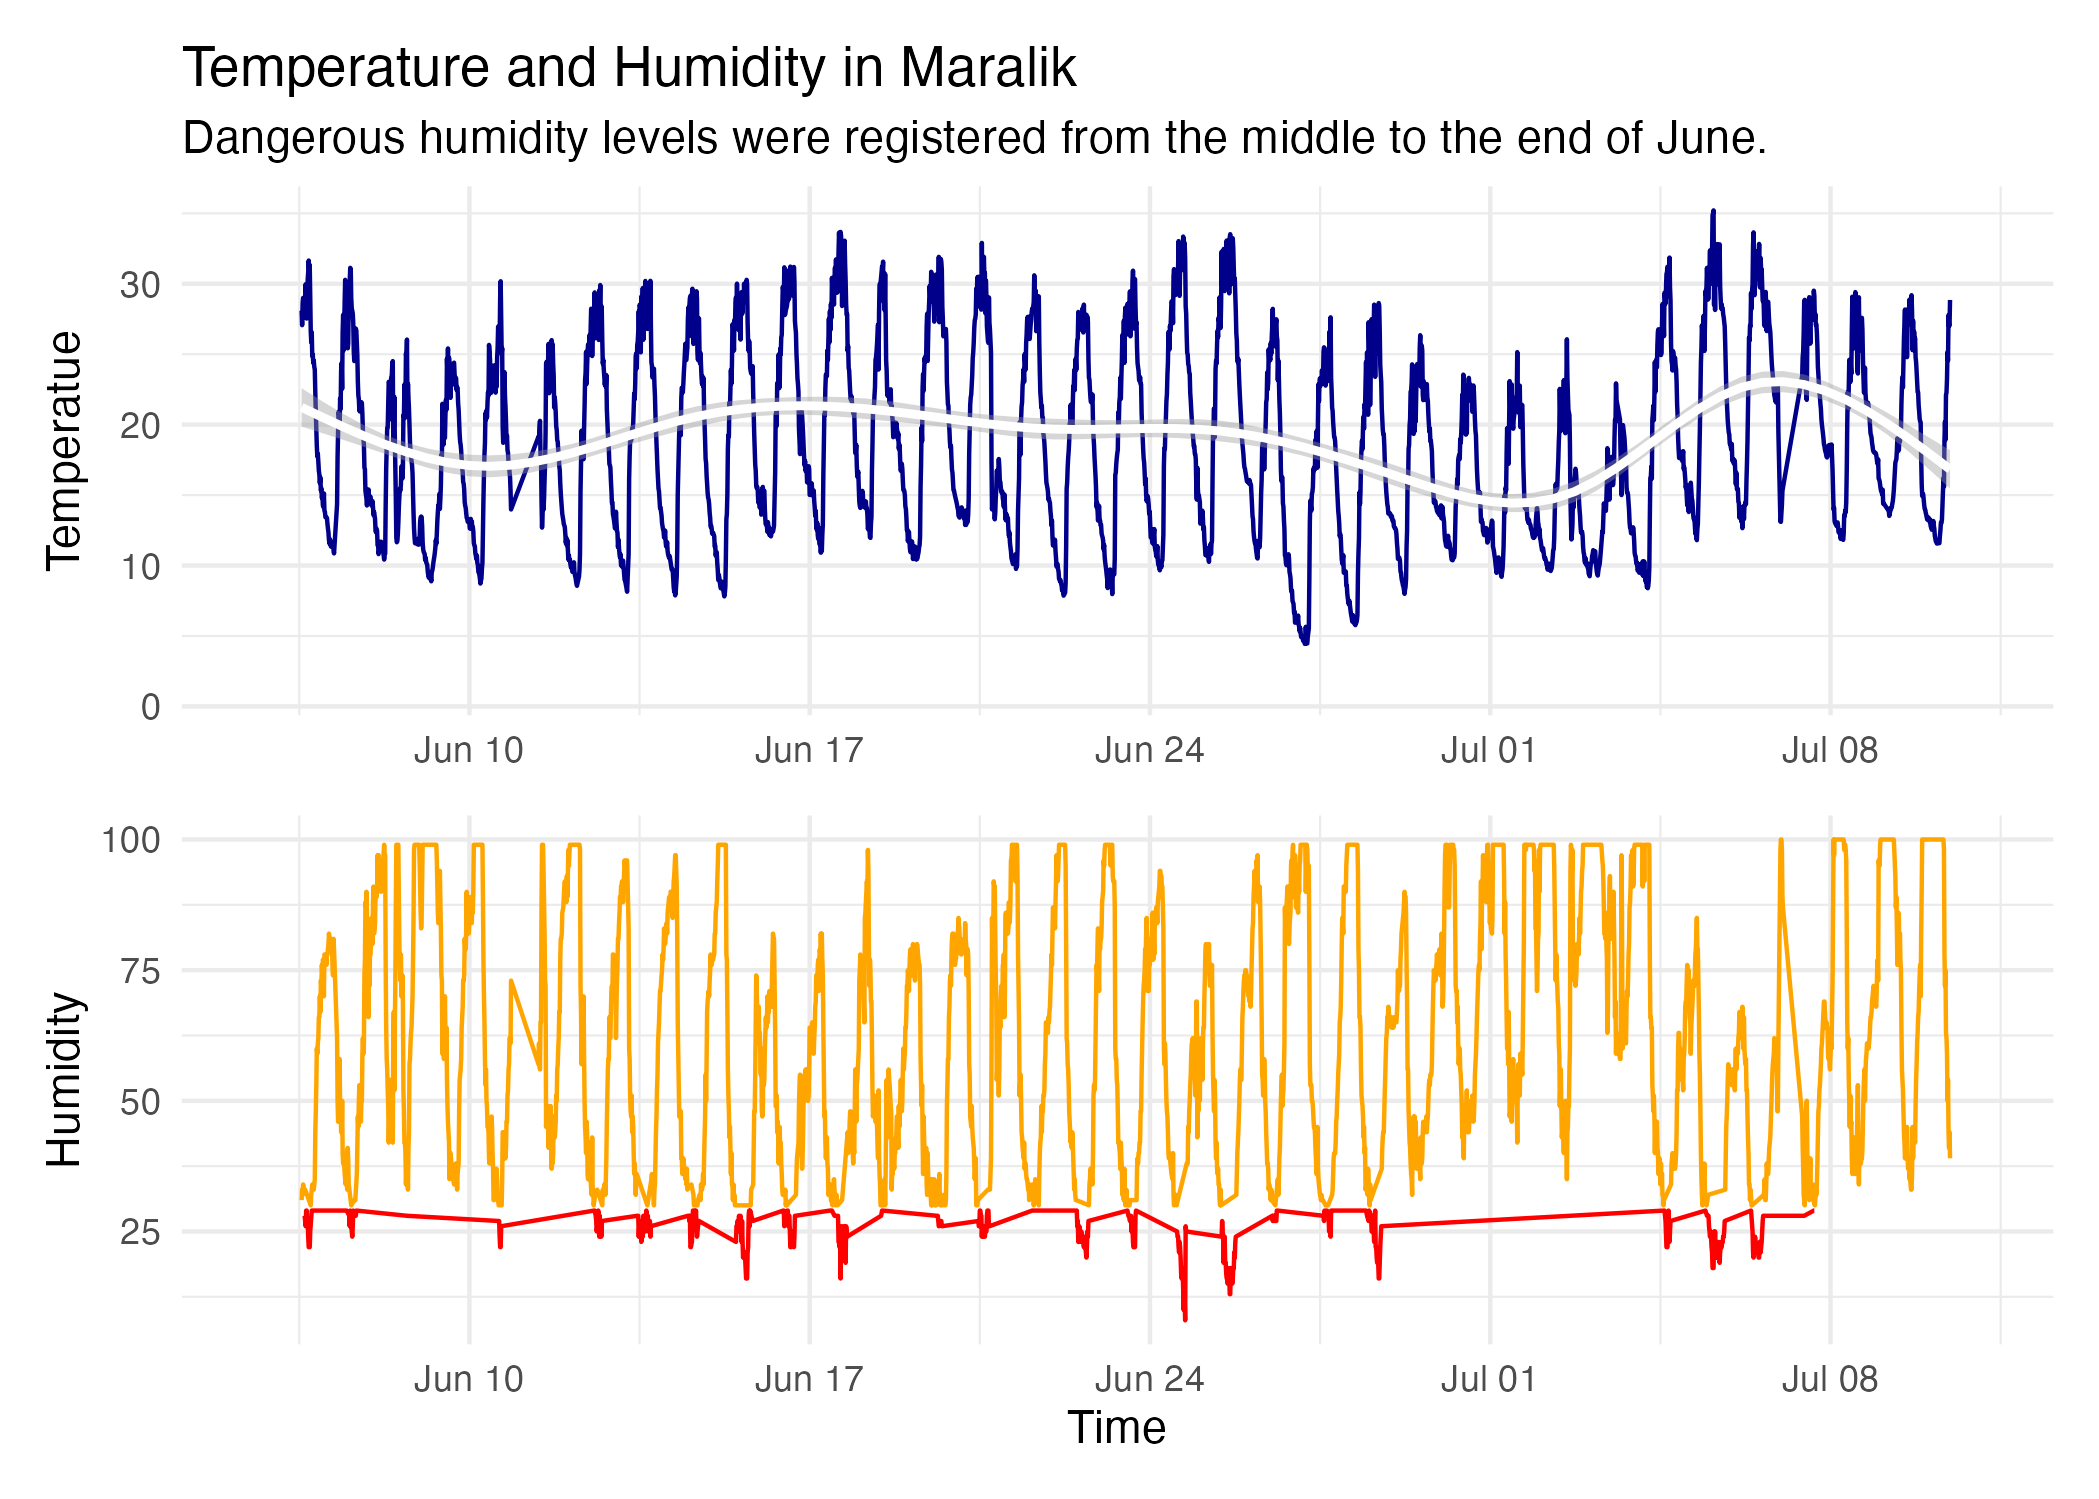 Temperature and Humidity in Maralik
Dangerous humidity levels were registered from the middle to the end of June.
Temperatue
30
20
10
0
Jun 10 Jun 17 Jun 24 Jul 01 Jul 08
Humidity
100
75
50
25
Jun 10 Jun 17 Jun 24 Jul 01 Jul 08
Time